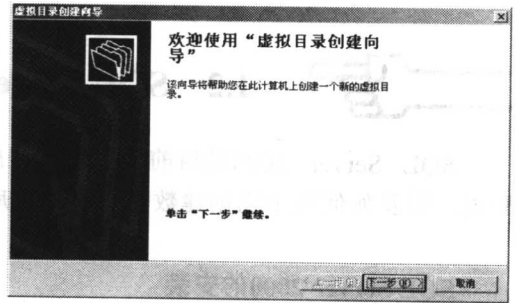 虚拟目录创建向导
欢迎使用“虚拟目录创建向
导”
该向导将帮助您在此计算机上创建一个新的虚拟目
录。
单击“下一步”继续。
下一步(N) >
取消